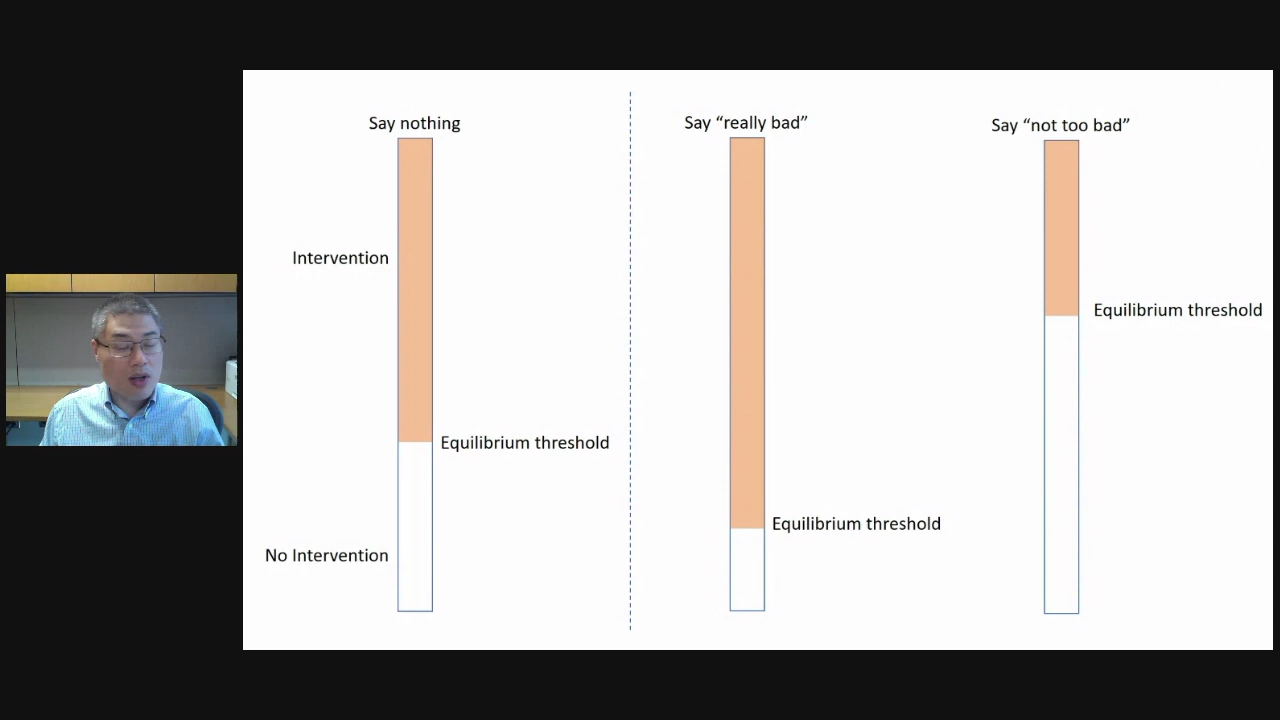 Say nothing
Say “really bad”
Say “not too bad”
Intervention
Equilibrium threshold
Equilibrium threshold
Equilibrium threshold
No Intervention